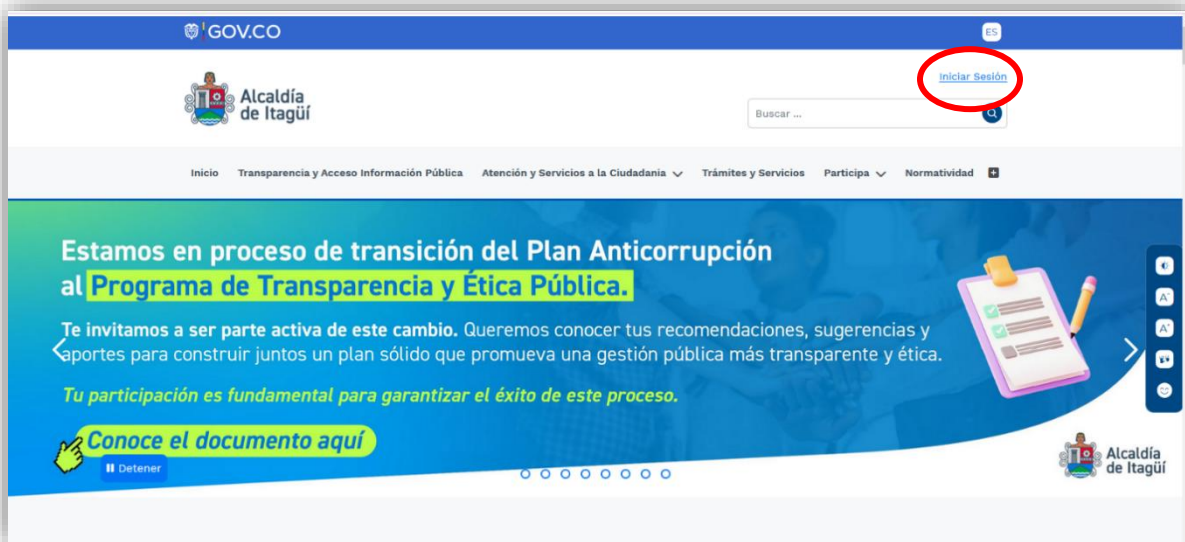 GOV.CO
ES
Iniciar Sesión
Alcaldía
de Itagüí
Buscar ...
Inicio Transparencia y Acceso Información Pública Atención y Servicios a la Ciudadania Trámites y Servicios Participa Normatividad
Estamos en proceso de transición del Plan Anticorrupción
al Programa de Transparencia y Ética Pública.
Te invitamos a ser parte activa de este cambio. Queremos conocer tus recomendaciones, sugerencias y
aportes para construir juntos un plan sólido que promueva una gestión pública más transparente y ética.
Tu participación es fundamental para garantizar el éxito de este proceso.
Conoce el documento aquí
Detener
Alcaldía
de Itagüí
A-
A+